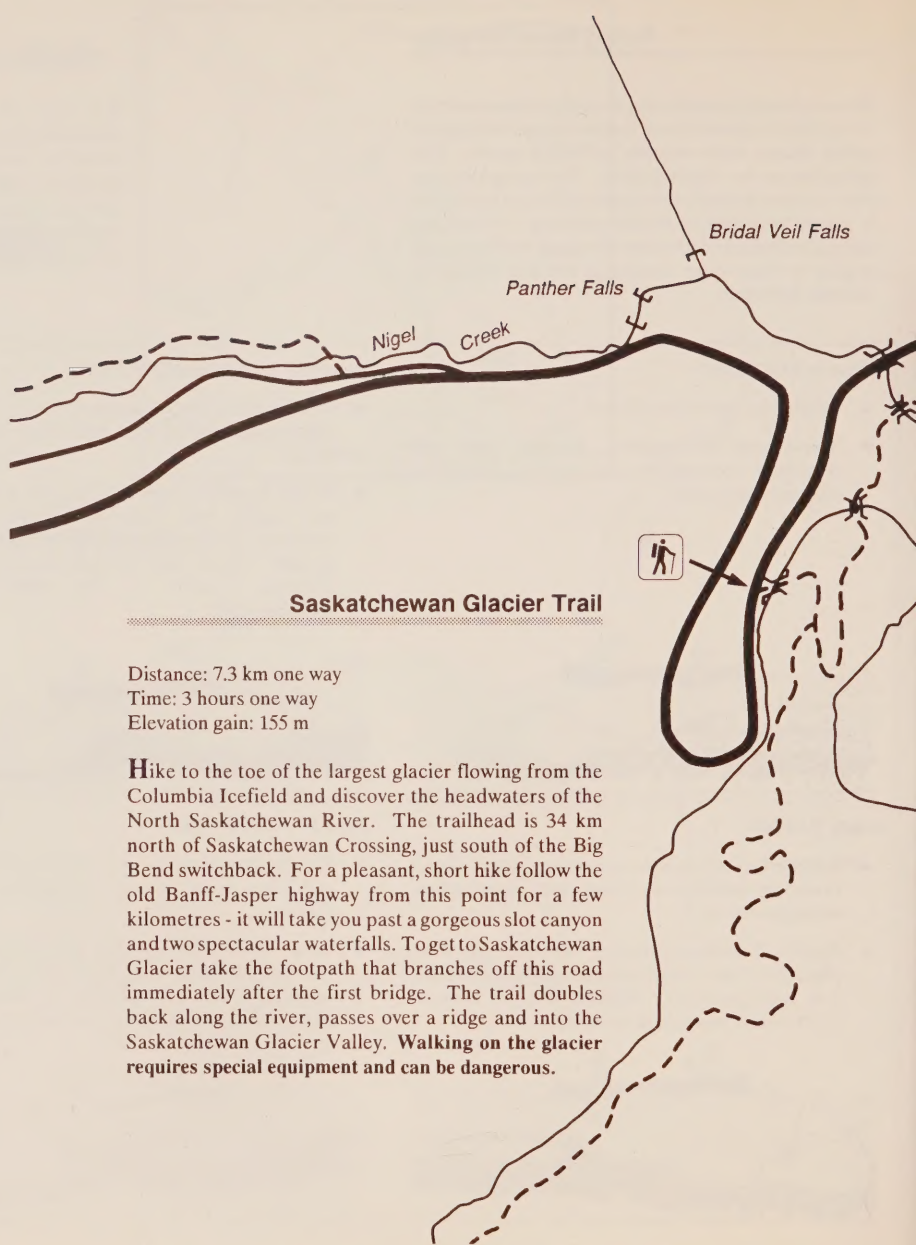 Bridal Veil Falls
Panther Falls
Nigel Creek
Saskatchewan Glacier Trail
Distance: 7.3 km one way
Time: 3 hours one way
Elevation gain: 155 m
Hike to the toe of the largest glacier flowing from the
Columbia Icefield and discover the headwaters of the
North Saskatchewan River. The trailhead is 34 km
north of Saskatchewan Crossing, just south of the Big
Bend switchback. For a pleasant, short hike follow the
old Banff-Jasper highway from this point for a few
kilometres - it will take you past a gorgeous slot canyon
and two spectacular waterfalls. To get to Saskatchewan
Glacier take the footpath that branches off this road
immediately after the first bridge. The trail doubles
back along the river, passes over a ridge and into the
Saskatchewan Glacier Valley. Walking on the glacier
requires special equipment and can be dangerous.